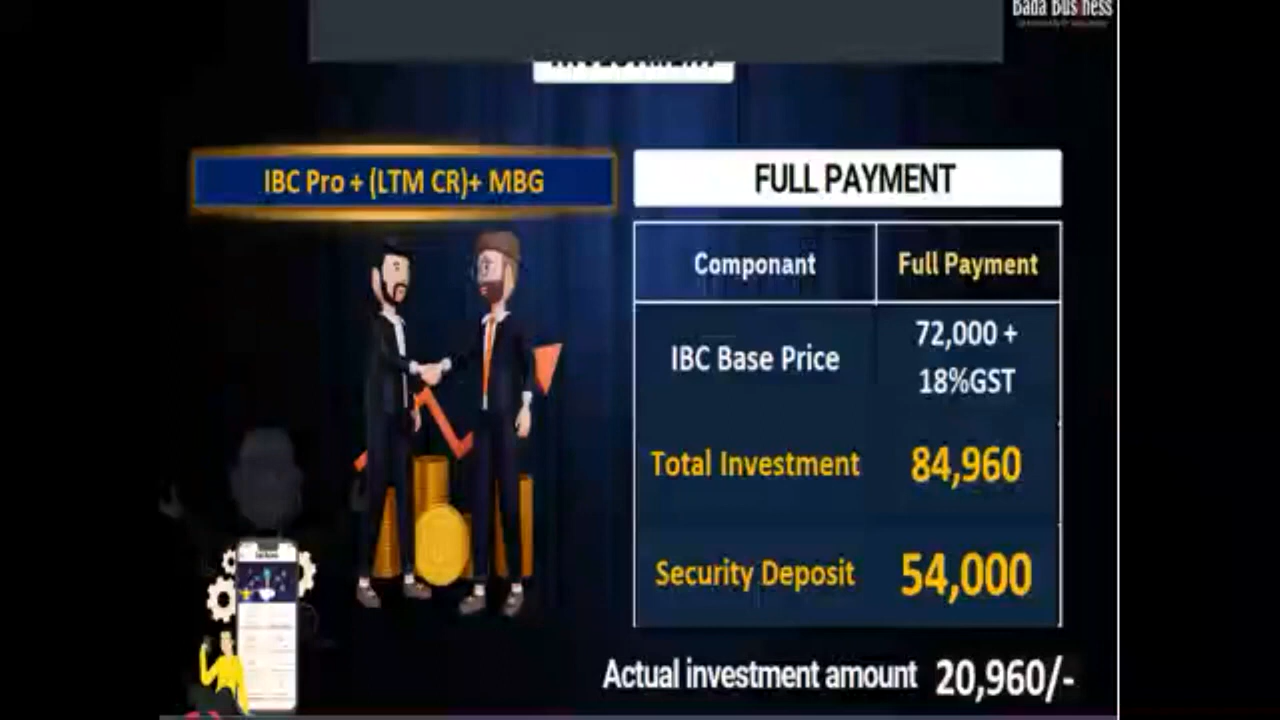 Bada Business
IBC Pro + (LTM CR)+ MBG
FULL PAYMENT
Componant
Full Payment
IBC Base Price
72,000 +
18%GST
Total Investment
84,960
Security Deposit
54,000
Actual investment amount 20,960/-